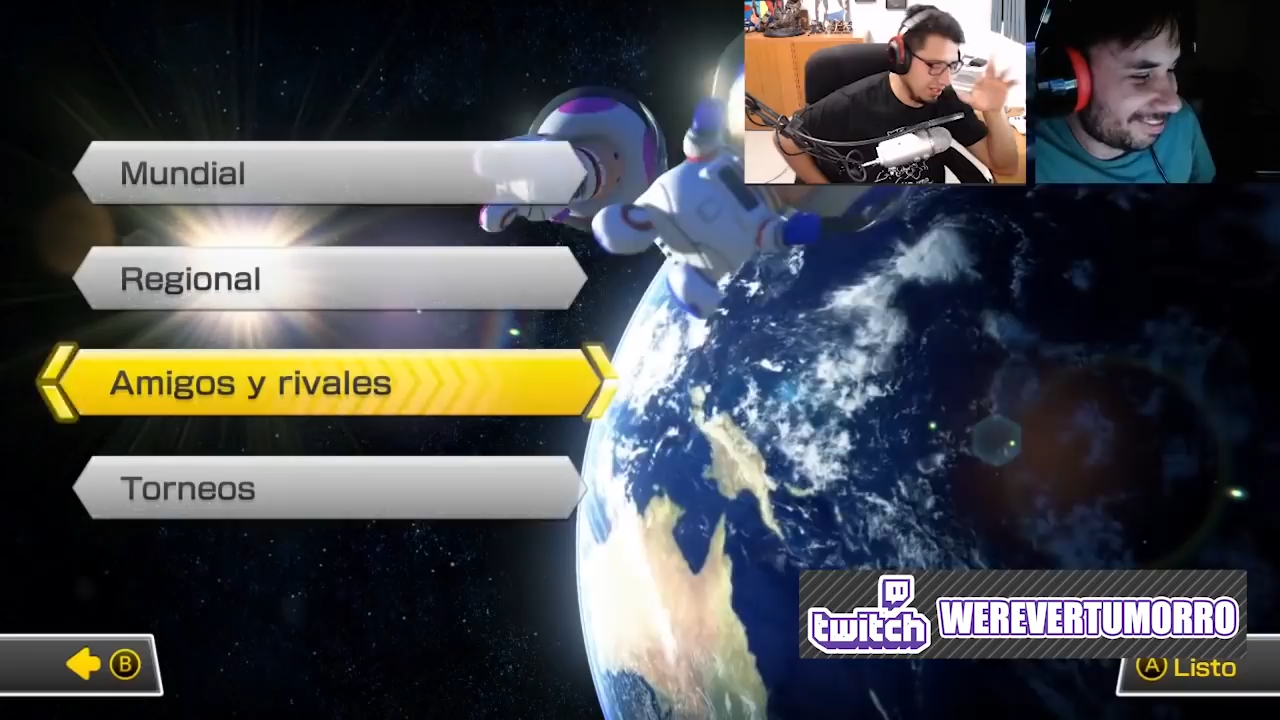 Mundial
Regional
Amigos y rivales
Torneos
twitch WEREVERTUMORRO
B
A Listo